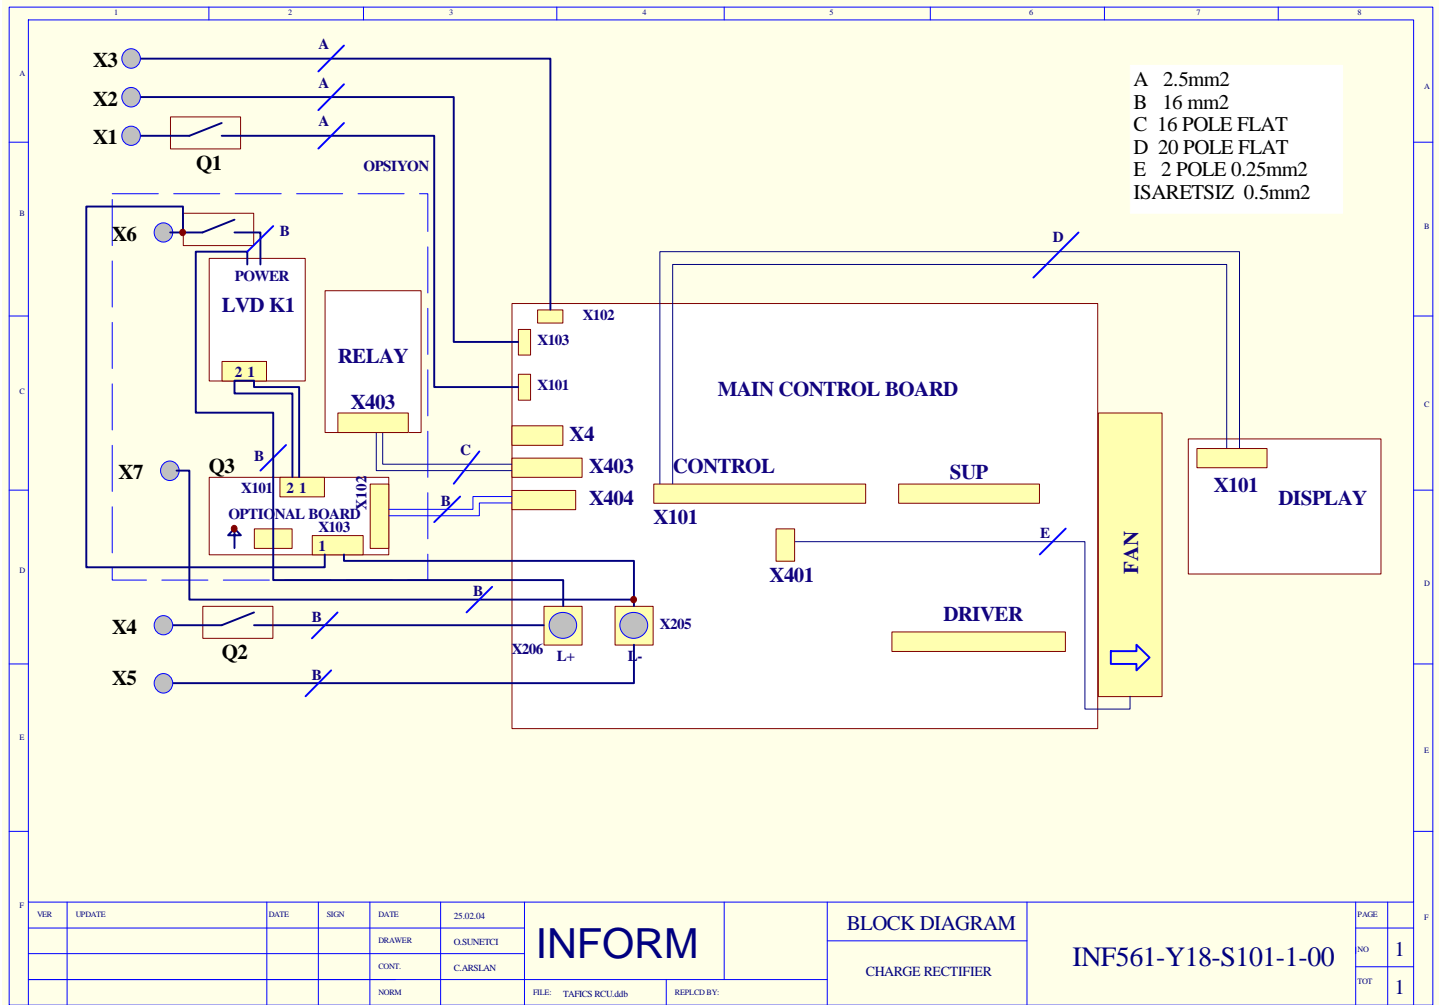 1 2 3 4 5 6 7 8
A
A
B
B
C
C
D
D
E
E
F
F
X3
A
X2
A
X1
A
Q1
OPSIYON
A 2.5mm2
B 16 mm2
C 16 POLE FLAT
D 20 POLE FLAT
E 2 POLE 0.25mm2
ISARETSIZ 0.5mm2
X6
B
POWER
LVD K1
2 1
RELAY
X403
D
X102
X103
X101
MAIN CONTROL BOARD
X4
X403
X404
C
B
CONTROL
X101
SUP
X401
E
DRIVER
FAN
X101
DISPLAY
X7
Q3
B
X101
2 1
X102
OPTIONAL BOARD
X103
1
B
X4
Q2
B
X206
L+
X205
L-
X5
B
VER UPDATE DATE SIGN
DATE 25.02.04
DRAWER O.SUNETCI
CONT. C.ARSLAN
NORM
INFORM
FILE: TAFICS RCU.ddb REPLCD BY:
BLOCK DIAGRAM
CHARGE RECTIFIER
INF561-Y18-S101-1-00
PAGE
NO 1
TOT 1